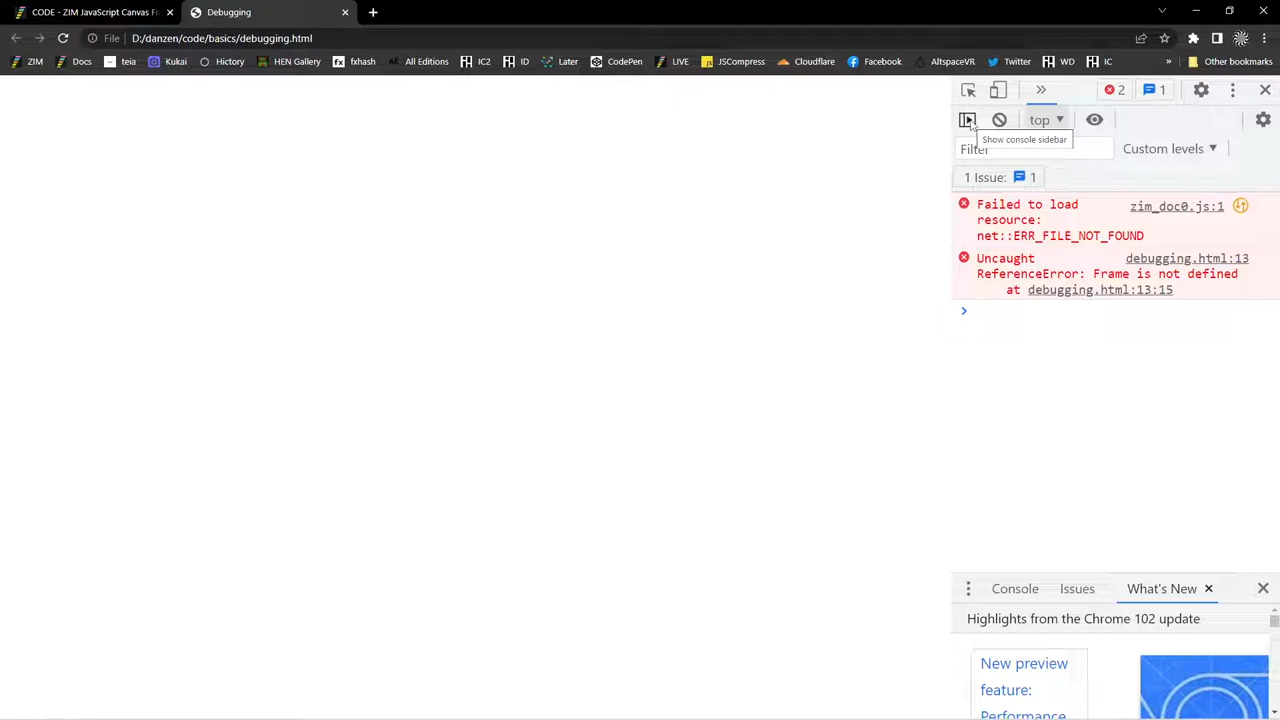 CODE - ZIM JavaScript Canvas Fr
Debugging
File
D:/danzen/code/basics/debugging.html
ZIM
Docs
teia
Kukai
Hictory
HEN Gallery
fxhash
All Editions
IC2
ID
Later
CodePen
LIVE
JSCompress
Cloudflare
Facebook
AltspaceVR
Twitter
WD
IC
»
Other bookmarks
»
2
1
top
Show console sidebar
Filter
Custom levels
1 Issue: 1
Failed to load zim_doc0.js:1
resource:
net::ERR_FILE_NOT_FOUND
Uncaught debugging.html:13
ReferenceError: Frame is not defined
at debugging.html:13:15
Console
Issues
What's New
Highlights from the Chrome 102 update
New preview
feature:
Performance